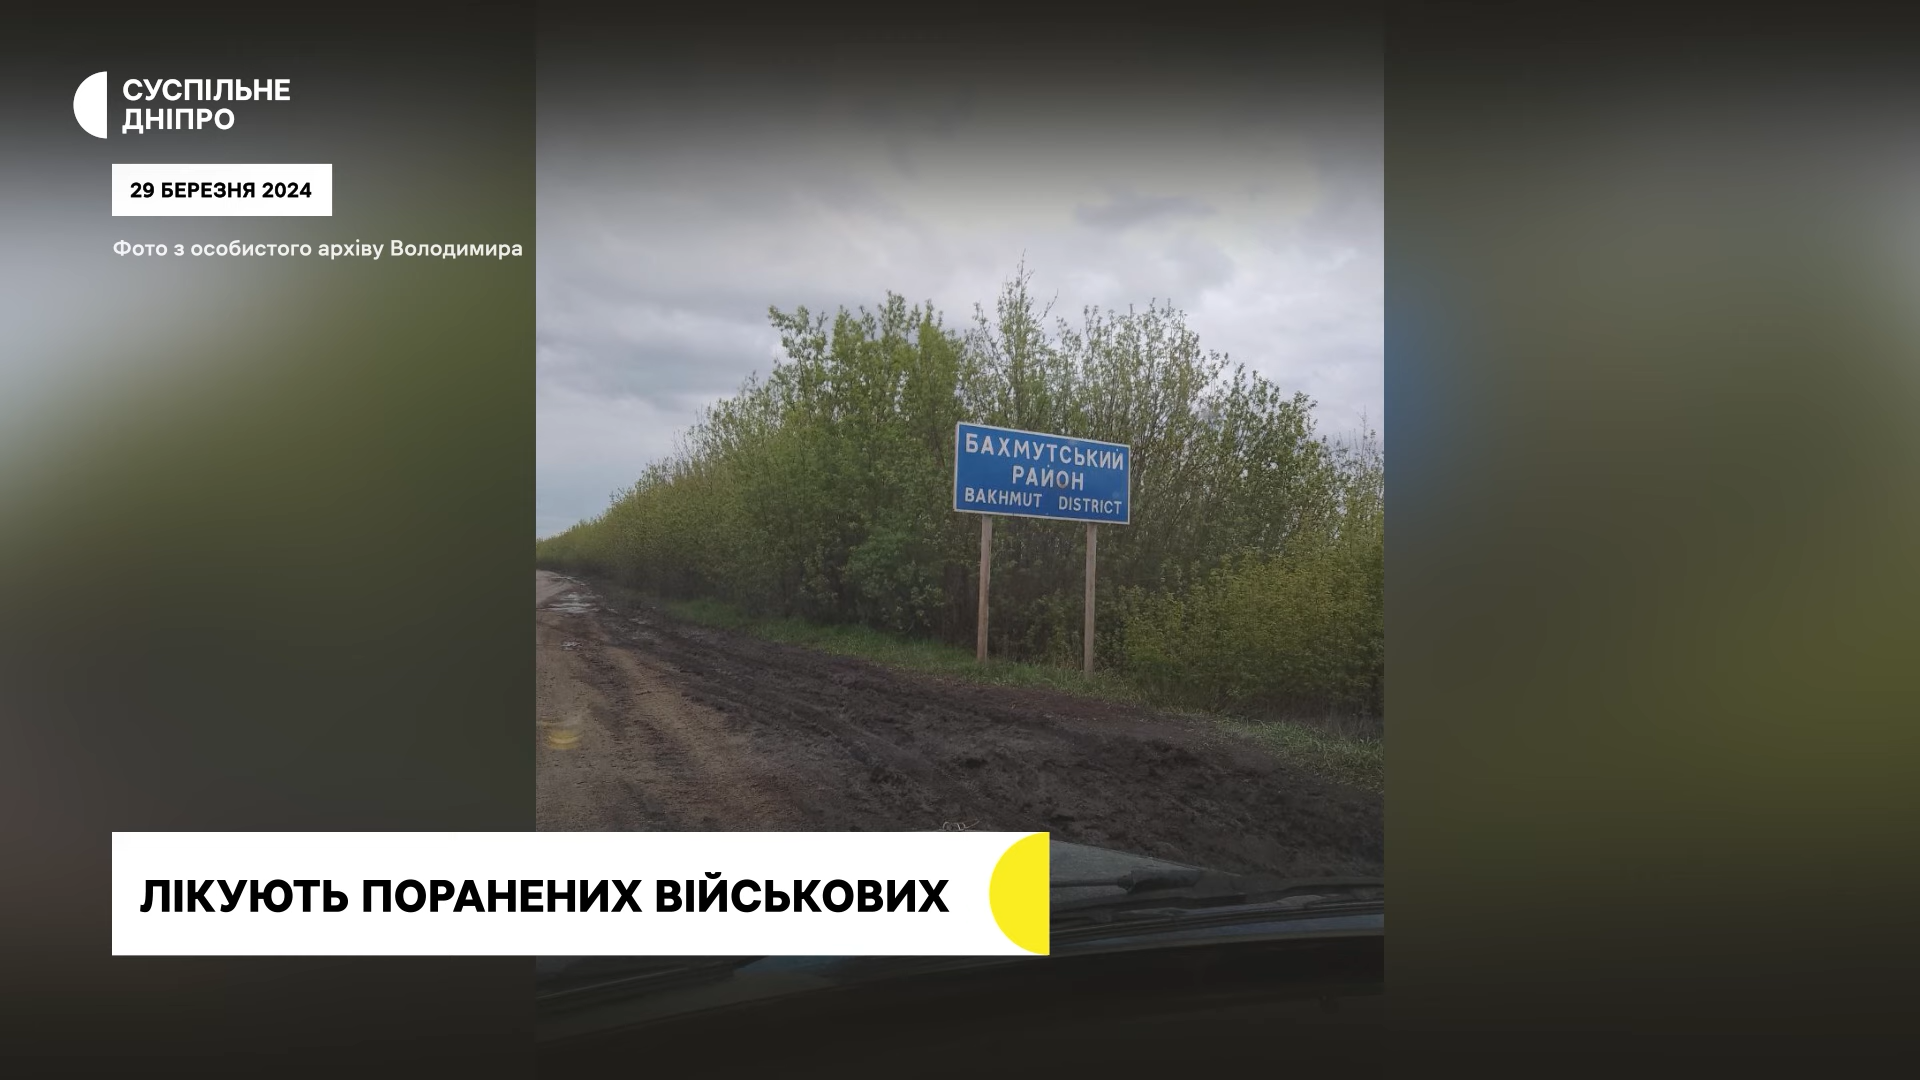 СУСПІЛЬНЕ
ДНІПРО
29 БЕРЕЗНЯ 2024
Фото з особистого архіву Володимира
БАХМУТСЬКИЙ
РАЙОН
BAKHMUT DISTRICT
ЛІКУЮТЬ ПОРАНЕНИХ ВІЙСЬКОВИХ